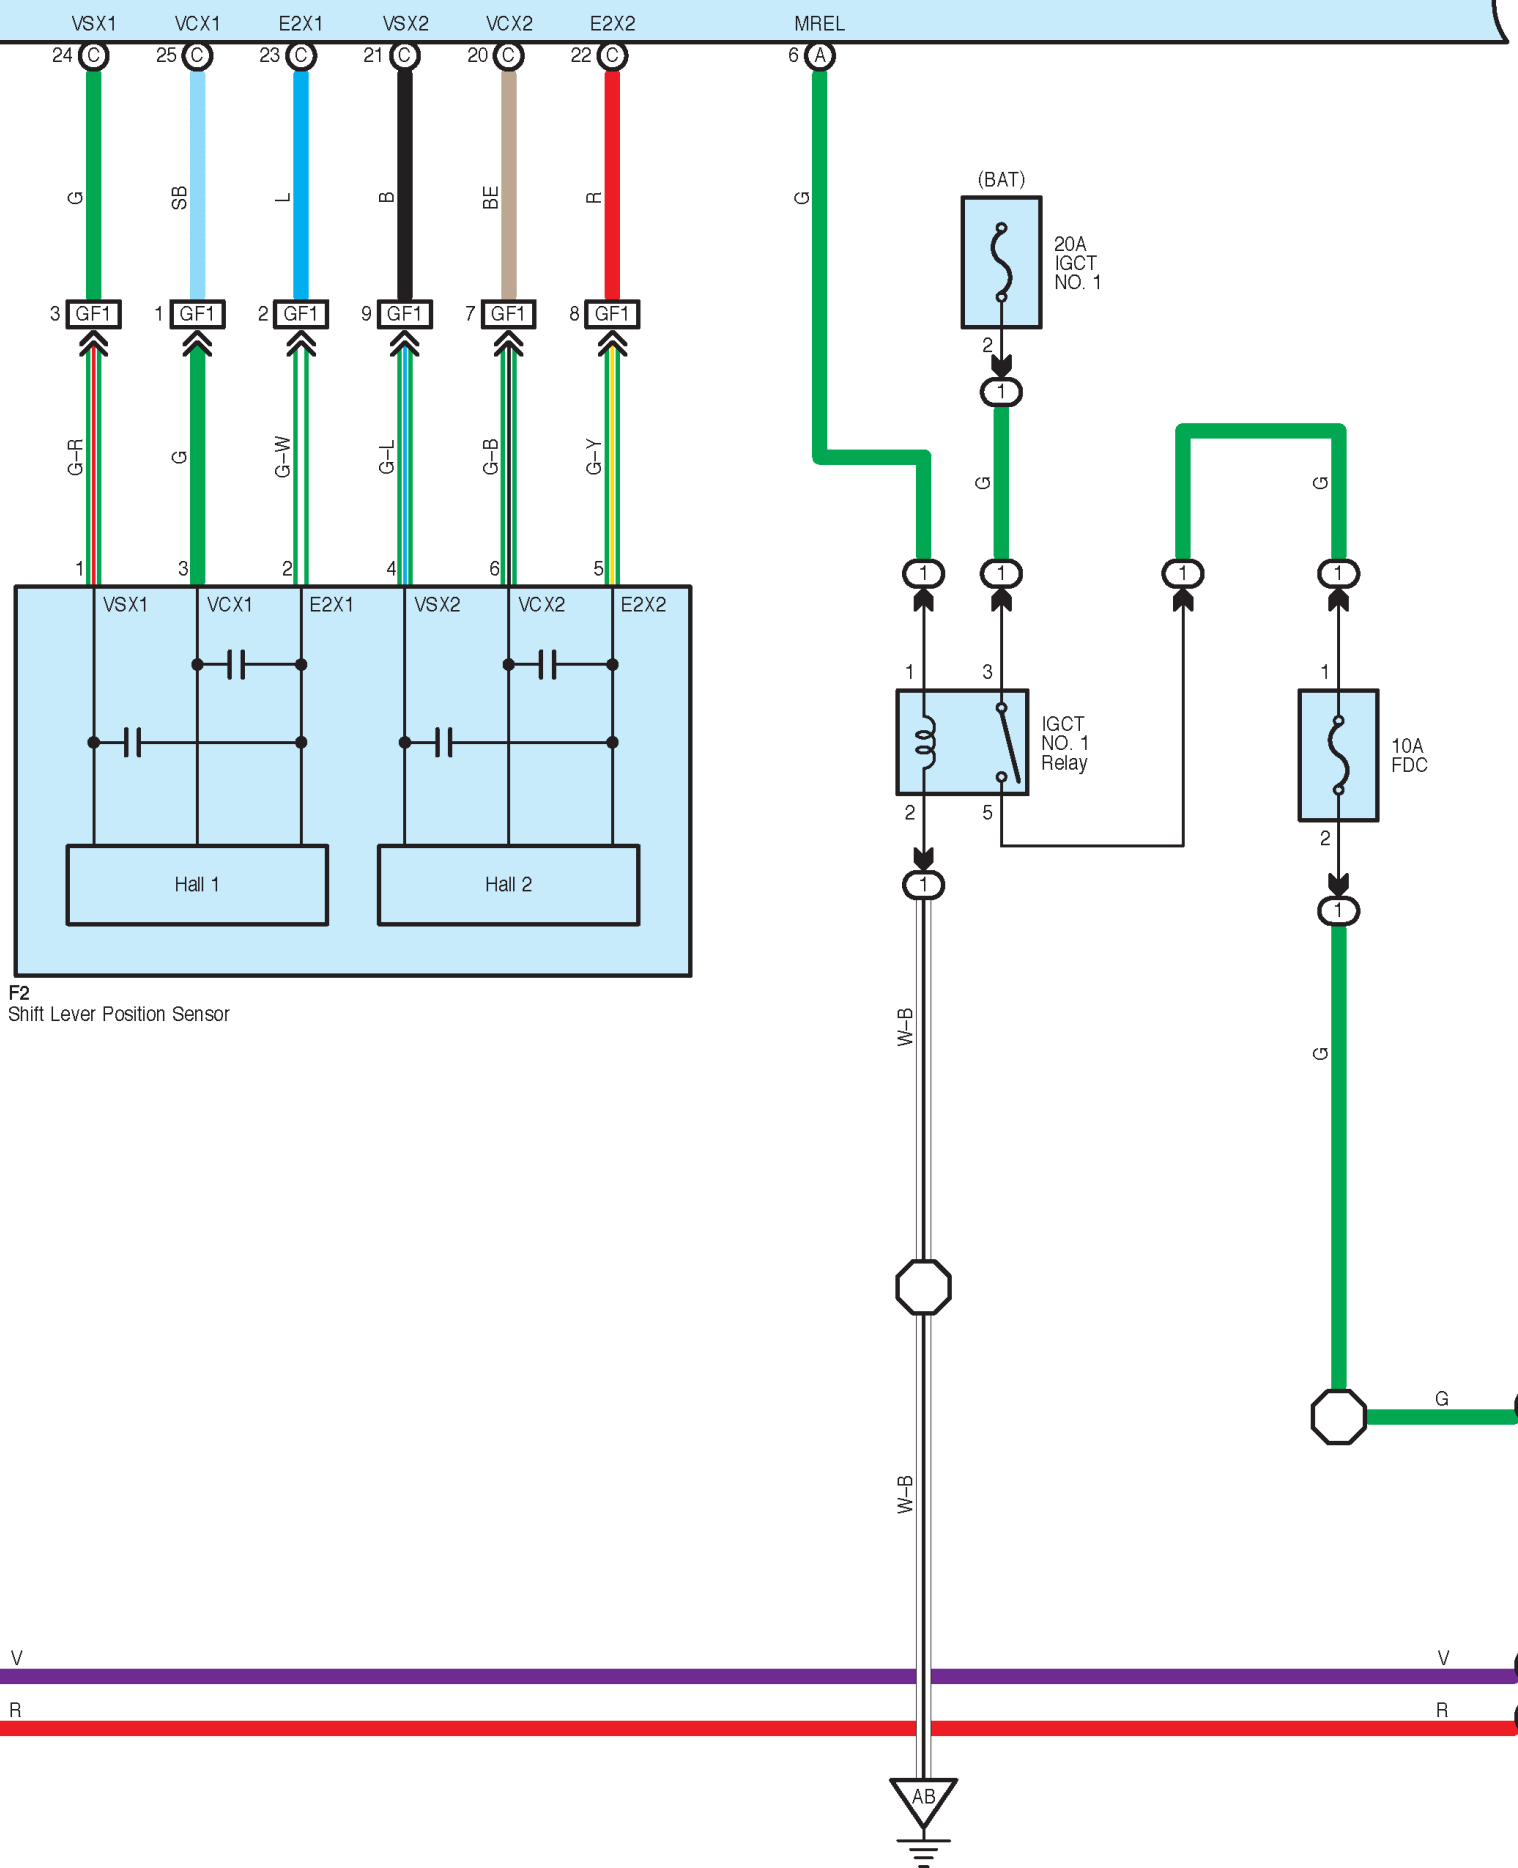 VSX1 VCX1 E2X1 VSX2 VCX2 E2X2 MREL
24 C 25 C 23 C 21 C 20 C 22 C 6 A
G SB L B BE R G
(BAT)
20A
IGCT
NO. 1
2
1
3 GF1 1 GF1 2 GF1 9 GF1 7 GF1 8 GF1
G–R G G–W G–L G–B G–Y G G
1 3 2 4 6 5
1 1 1 1
VSX1 VCX1 E2X1 VSX2 VCX2 E2X2
1 3 1
IGCT
NO. 1
Relay
10A
FDC
2 5 2
1 1
Hall 1 Hall 2
F2
Shift Lever Position Sensor
W–B G
G
W–B
V V
R R
AB